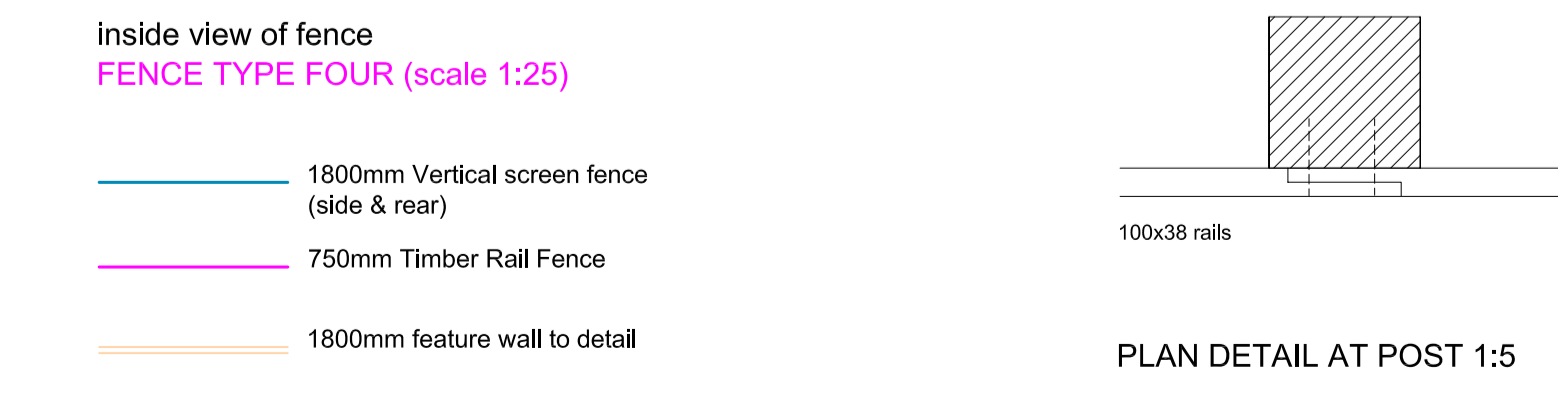 inside view of fence
FENCE TYPE FOUR (scale 1:25)
1800mm Vertical screen fence
(side & rear)
750mm Timber Rail Fence
1800mm feature wall to detail
100x38 rails
PLAN DETAIL AT POST 1:5